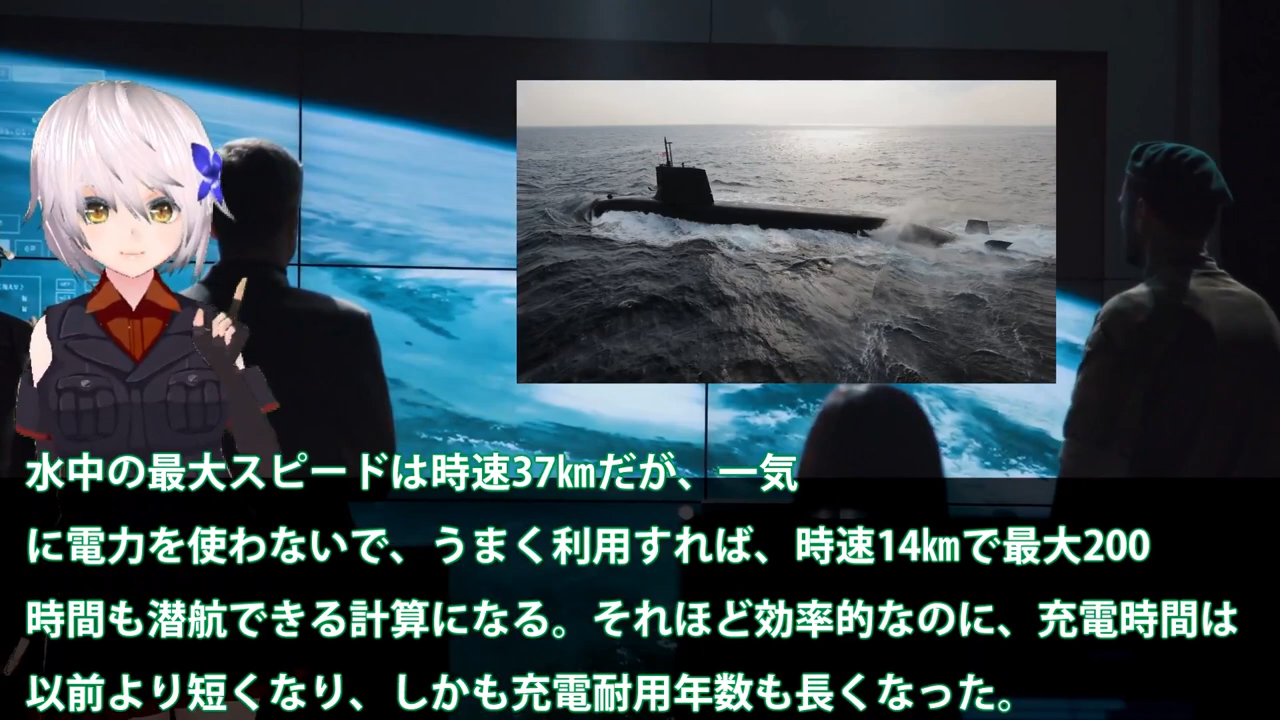 水中の最大スピードは時速37㎞だが、一気
に電力を使わないで、うまく利用すれば、時速14㎞で最大200
時間も潜航できる計算になる。それほど効率的なのに、充電時間は
以前より短くなり、しかも充電耐用年数も長くなった。